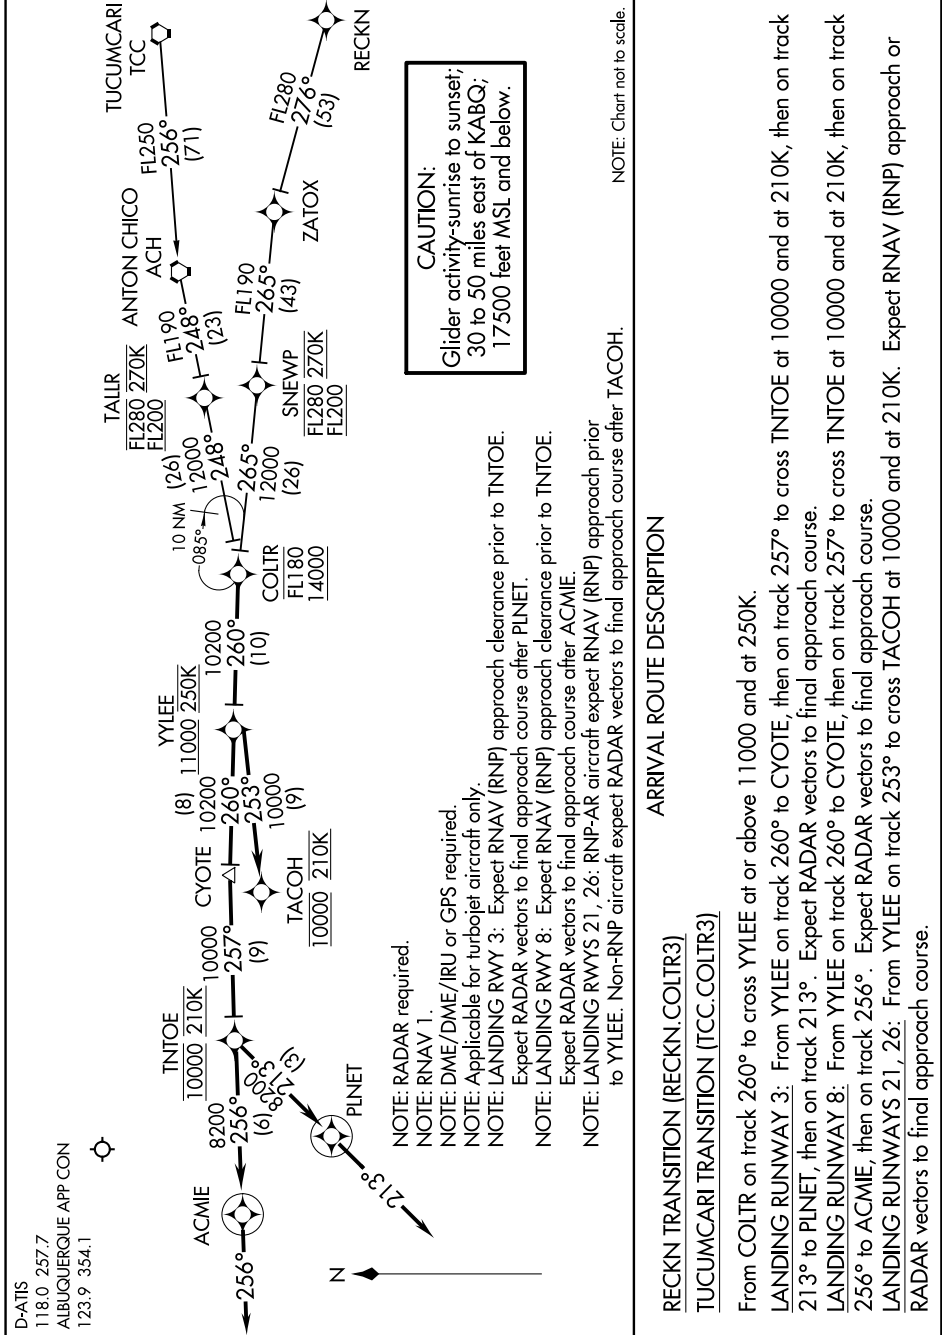 D-ATIS
118.0 257.7
ALBUQUERQUE APP CON
123.9 354.1
TUCUMCARI
TCC
FL250
256°
(71)
ANTON CHICO
ACH
FL190
248°
(23)
TALLR
FL280 270K
FL200
(26)
12000
248°
RECKN
FL280
276°
(53)
ZATOX
FL190
265°
(43)
SNEWP
FL280 270K
FL200
265°
12000
(26)
10 NM
085°
COLTR
FL180
14000
10200
260°
(10)
YYLEE
11000 250K
(8)
10200
260°
253°
10000
(9)
CYOTE
TACOH
10000 210K
10000
257°
(9)
TNTOE
10000 210K
8200
256°
(6)
8200
213°
(3)
ACMIE
256°
PLNET
213°
N
CAUTION:
Glider activity-sunrise to sunset;
30 to 50 miles east of KABQ;
17500 feet MSL and below.
NOTE: Chart not to scale.
NOTE: RADAR required.
NOTE: RNAV 1.
NOTE: DME/DME/IRU or GPS required.
NOTE: Applicable for turbojet aircraft only.
NOTE: LANDING RWY 3: Expect RNAV (RNP) approach clearance prior to TNTOE.
Expect RADAR vectors to final approach course after PLNET.
NOTE: LANDING RWY 8: Expect RNAV (RNP) approach clearance prior to TNTOE.
Expect RADAR vectors to final approach course after ACMIE.
NOTE: LANDING RWYS 21, 26: RNP-AR aircraft expect RNAV (RNP) approach prior
to YYLEE. Non-RNP aircraft expect RADAR vectors to final approach course after TACOH.
ARRIVAL ROUTE DESCRIPTION
RECKN TRANSITION (RECKN.COLTR3)
TUCUMCARI TRANSITION (TCC.COLTR3)
From COLTR on track 260° to cross YYLEE at or above 11000 and at 250K.
LANDING RUNWAY 3: From YYLEE on track 260° to CYOTE, then on track 257° to cross TNTOE at 10000 and at 210K, then on track
213° to PLNET, then on track 213°. Expect RADAR vectors to final approach course.
LANDING RUNWAY 8: From YYLEE on track 260° to CYOTE, then on track 257° to cross TNTOE at 10000 and at 210K, then on track
256° to ACMIE, then on track 256°. Expect RADAR vectors to final approach course.
LANDING RUNWAYS 21, 26: From YYLEE on track 253° to cross TACOH at 10000 and at 210K. Expect RNAV (RNP) approach or
RADAR vectors to final approach course.